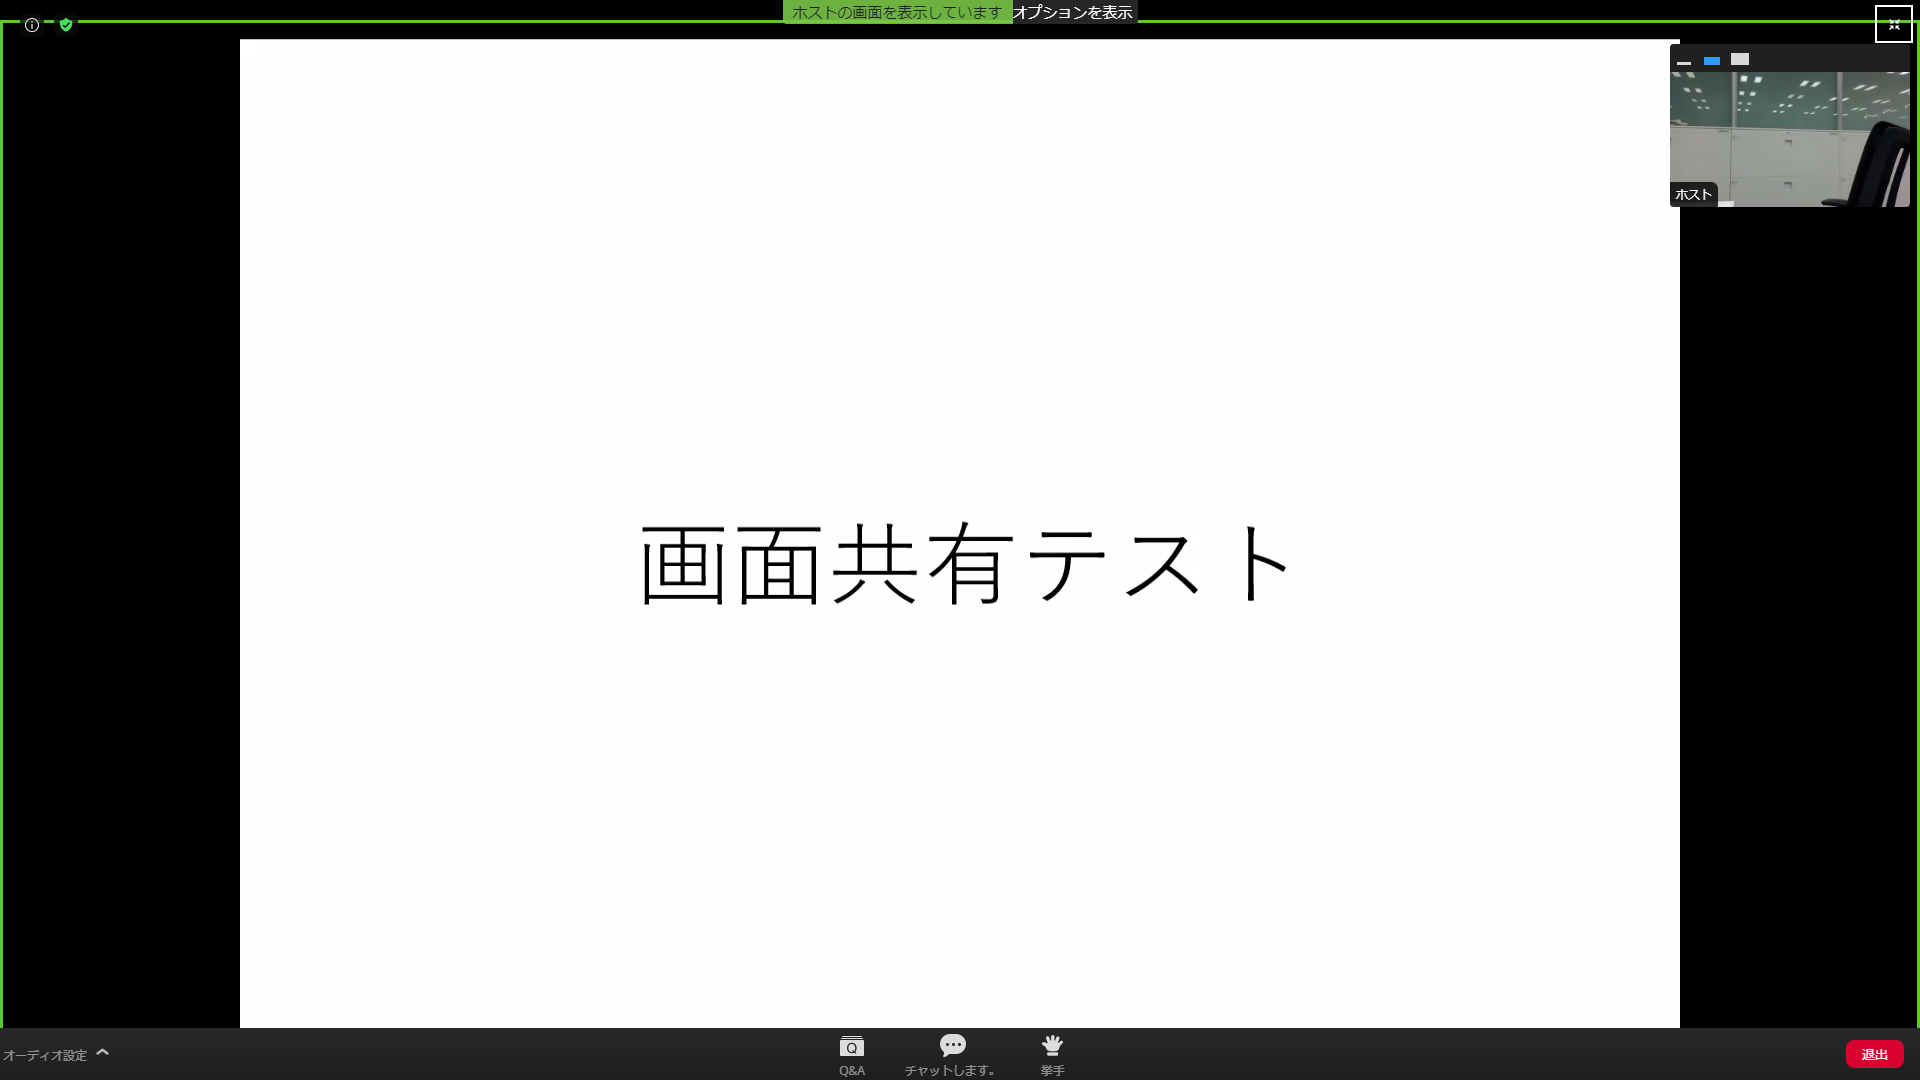 ホストの画面を表示しています オプションを表示
ホスト
画面共有テスト
オーディオ設定
Q&A
チャットします。
挙手
退出